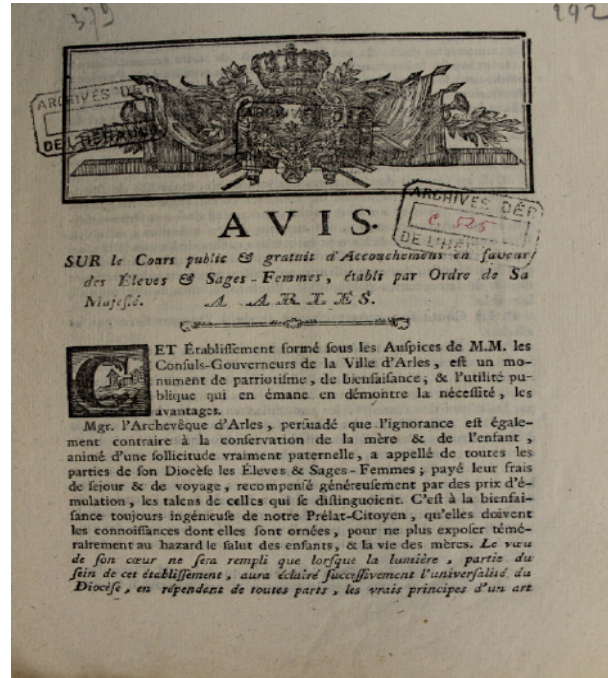 379
192
ARCHIVES DÉP
DE L'HÉRAULT
ARCHIVES DÉP
C. 525
DE L'HÉR
AVIS.
SUR le Cours public & gratuit d'Accouchemens en faveur
des Éleves & Sages-Femmes, établi par Ordre de Sa
Majesté. A ARLES.
CET Établissement formé sous les Auspices de M.M. les
Consuls-Gouverneurs de la Ville d'Arles, est un mo-
nument de patriotisme, de bienfaisance; & l'utilité pu-
blique qui en émane en démontre la nécessité, les
avantages.
Mgr. l'Archevêque d'Arles, persuadé que l'ignorance est égale-
ment contraire à la conservation de la mère & de l'enfant,
animé d'une sollicitude vraiment paternelle, a appellé de toutes les
parties de son Diocèse les Éleves & Sages-Femmes; payé leur frais
de sejour & de voyage, recompensé généreusement par des prix d'é-
mulation, les talens de celles qui se distinguoient. C'est à la bienfai-
sance toujours ingénieuse de notre Prélat-Citoyen, qu'elles doivent
les connoissances dont elles sont ornées, pour ne plus exposer témé-
rairement au hazard le salut des enfants, & la vie des mères. Le vœu
de son cœur ne sera rempli que lorsque la lumière, partie du
sein de cet établissement, aura éclairé successivement l'universalité du
Diocèse, en répendent de toutes parts, les vrais principes d'un art